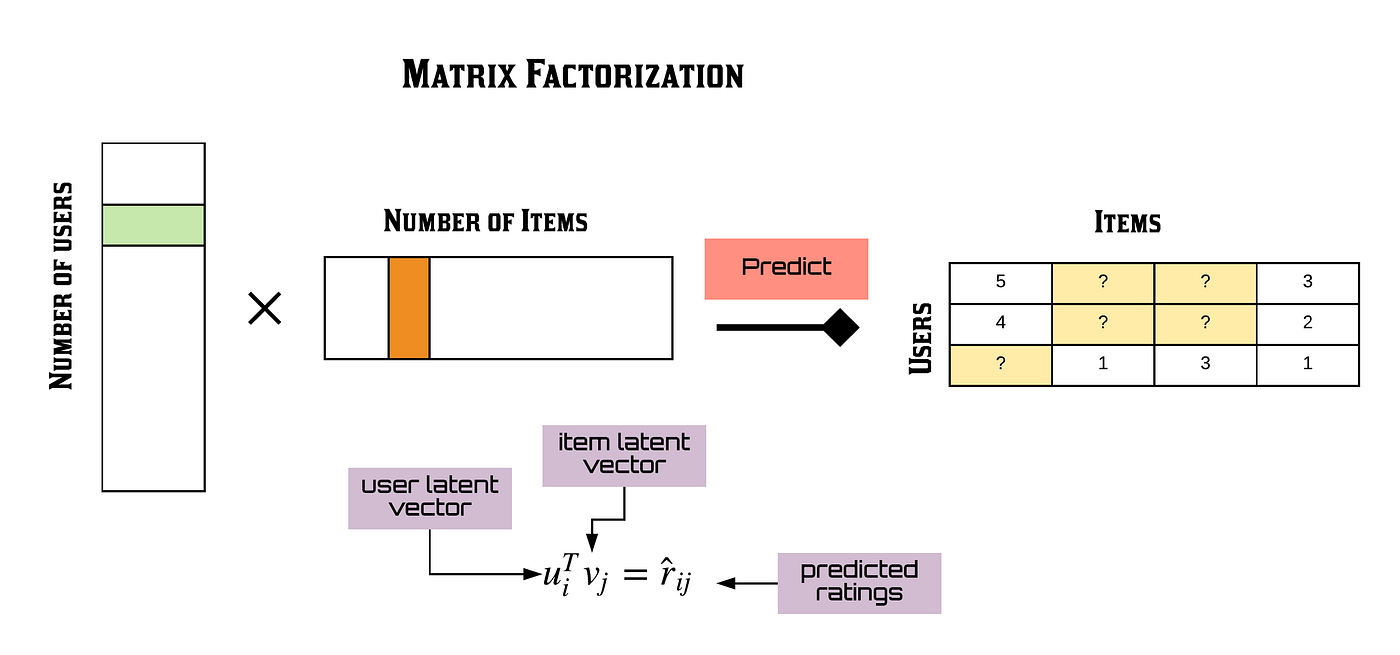 Matrix Factorization
Number of users
×
Number of Items
Predict
Items
Users
5 ? ? 3
4 ? ? 2
? 1 3 1
item latent
vector
user latent
vector
u_i^T v_j = r̂_ij
predicted
ratings